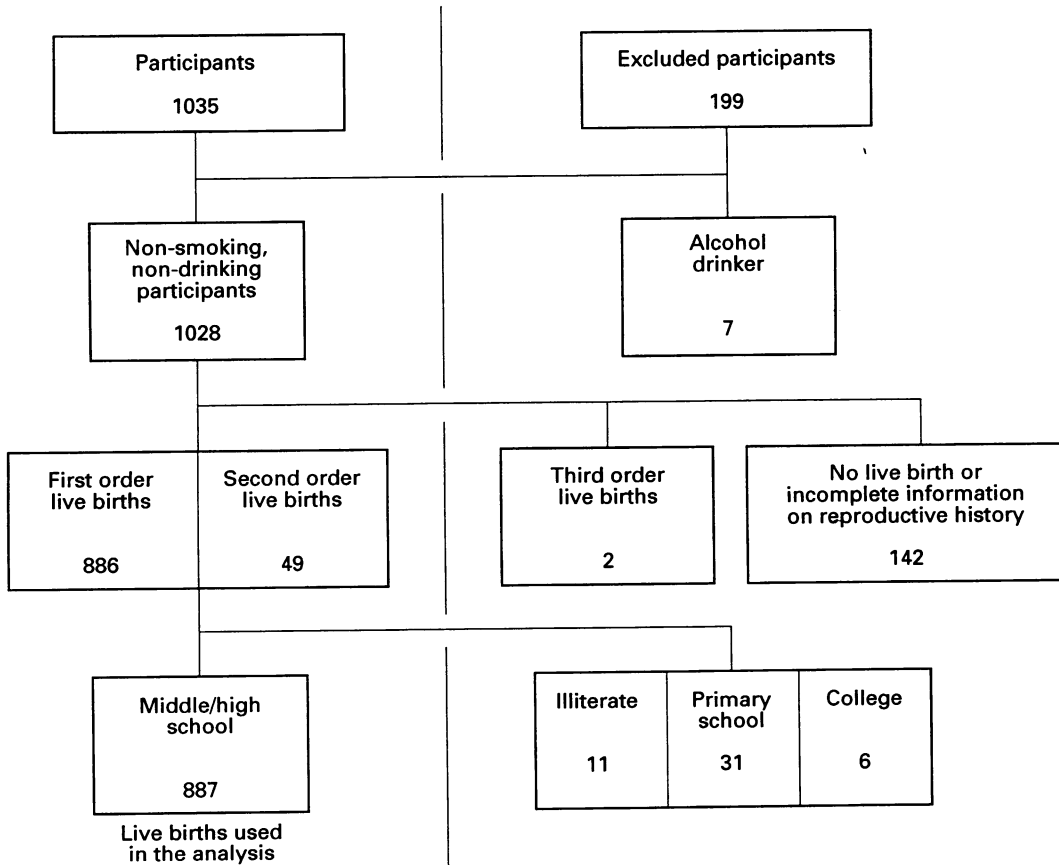 Participants
1035
Excluded participants
199
Non-smoking,
non-drinking
participants
1028
Alcohol
drinker
7
First order
live births
886
Second order
live births
49
Third order
live births
2
No live birth or
incomplete information
on reproductive history
142
Middle/high
school
887
Live births used
in the analysis
Illiterate
11
Primary
school
31
College
6